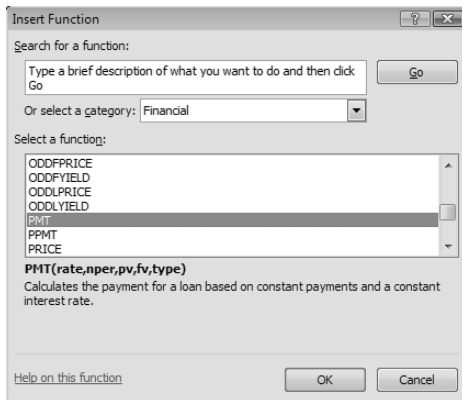 Insert Function
Search for a function:
Type a brief description of what you want to do and then click
Go
Go
Or select a category: Financial
Select a function:
ODDFPRICE
ODDFYIELD
ODDLPRICE
ODDLYIELD
PMT
PPMT
PRICE
PMT(rate,nper,pv,fv,type)
Calculates the payment for a loan based on constant payments and a constant
interest rate.
Help on this function
OK
Cancel